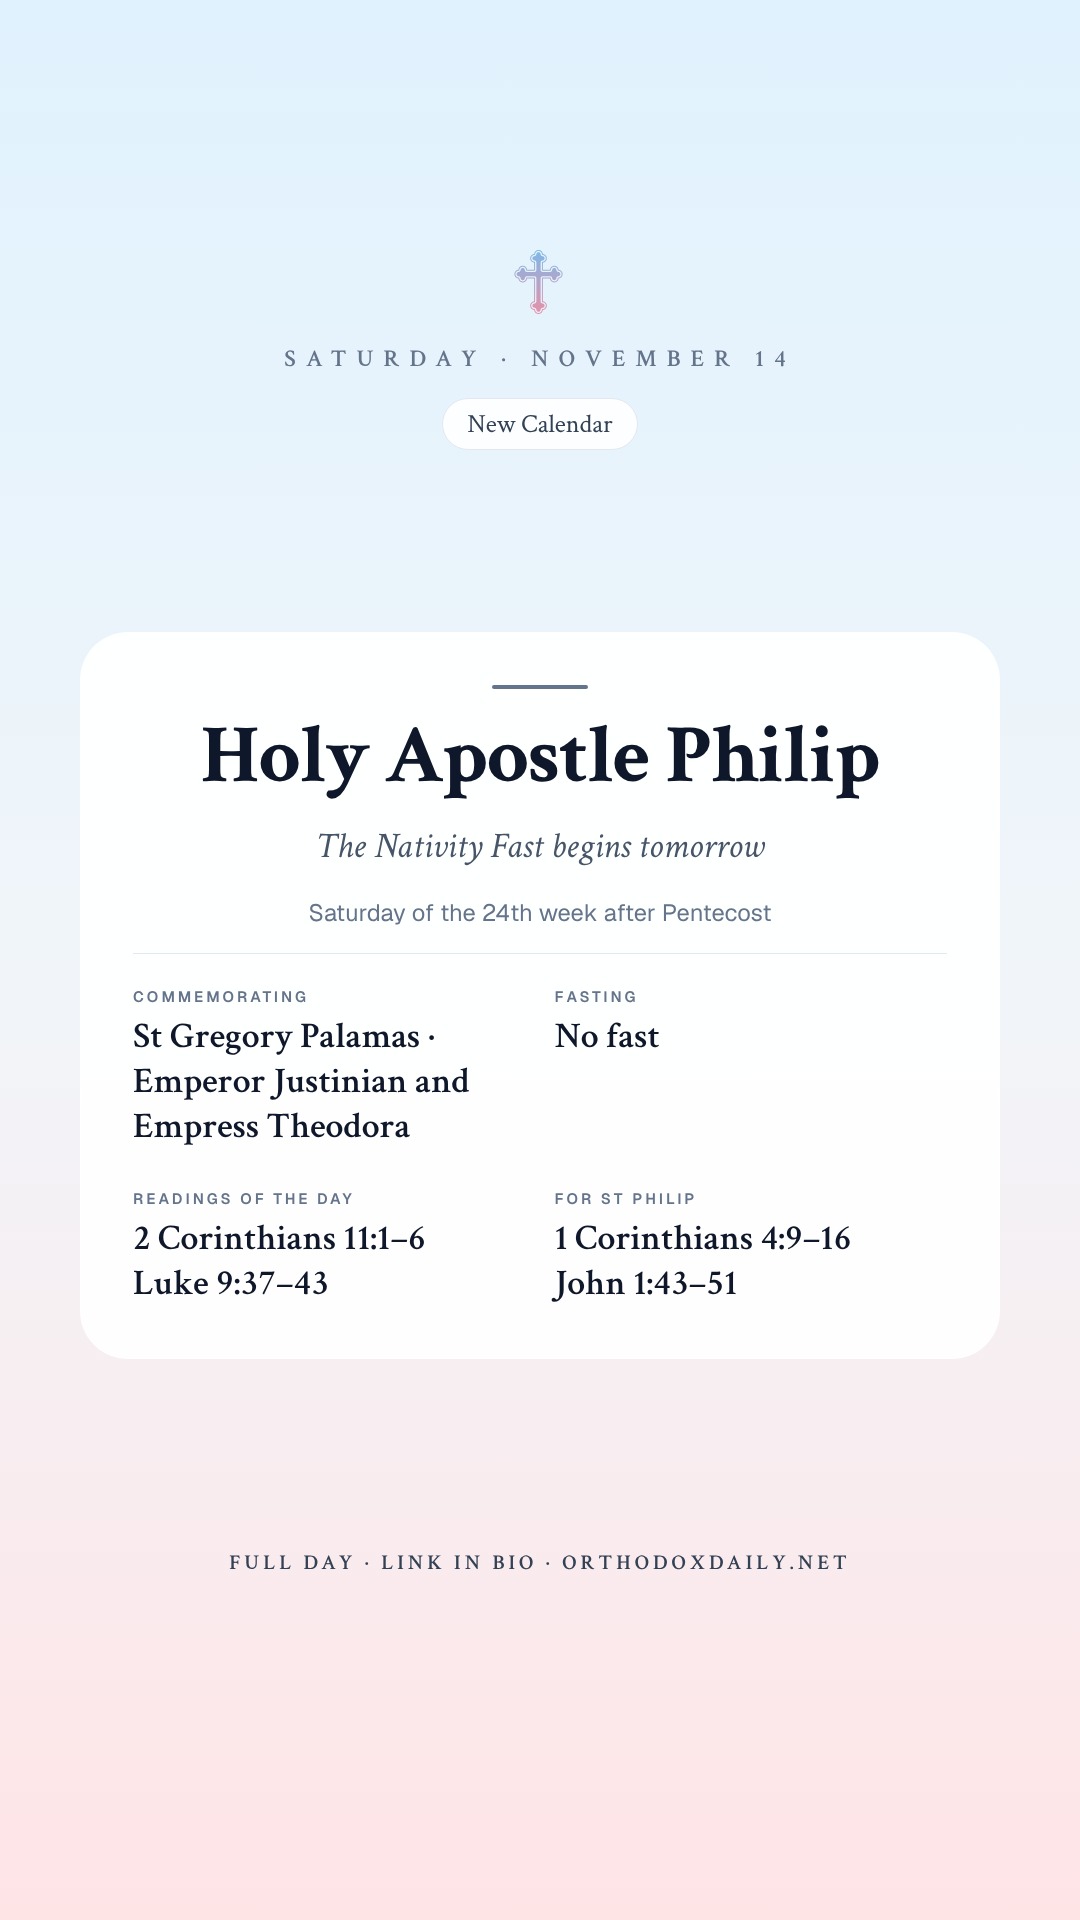 SATURDAY · NOVEMBER 14
New Calendar
Holy Apostle Philip
The Nativity Fast begins tomorrow
Saturday of the 24th week after Pentecost
COMMEMORATING
St Gregory Palamas ·
Emperor Justinian and
Empress Theodora
FASTING
No fast
READINGS OF THE DAY
2 Corinthians 11:1–6
Luke 9:37–43
FOR ST PHILIP
1 Corinthians 4:9–16
John 1:43–51
FULL DAY · LINK IN BIO · ORTHODOXDAILY.NET